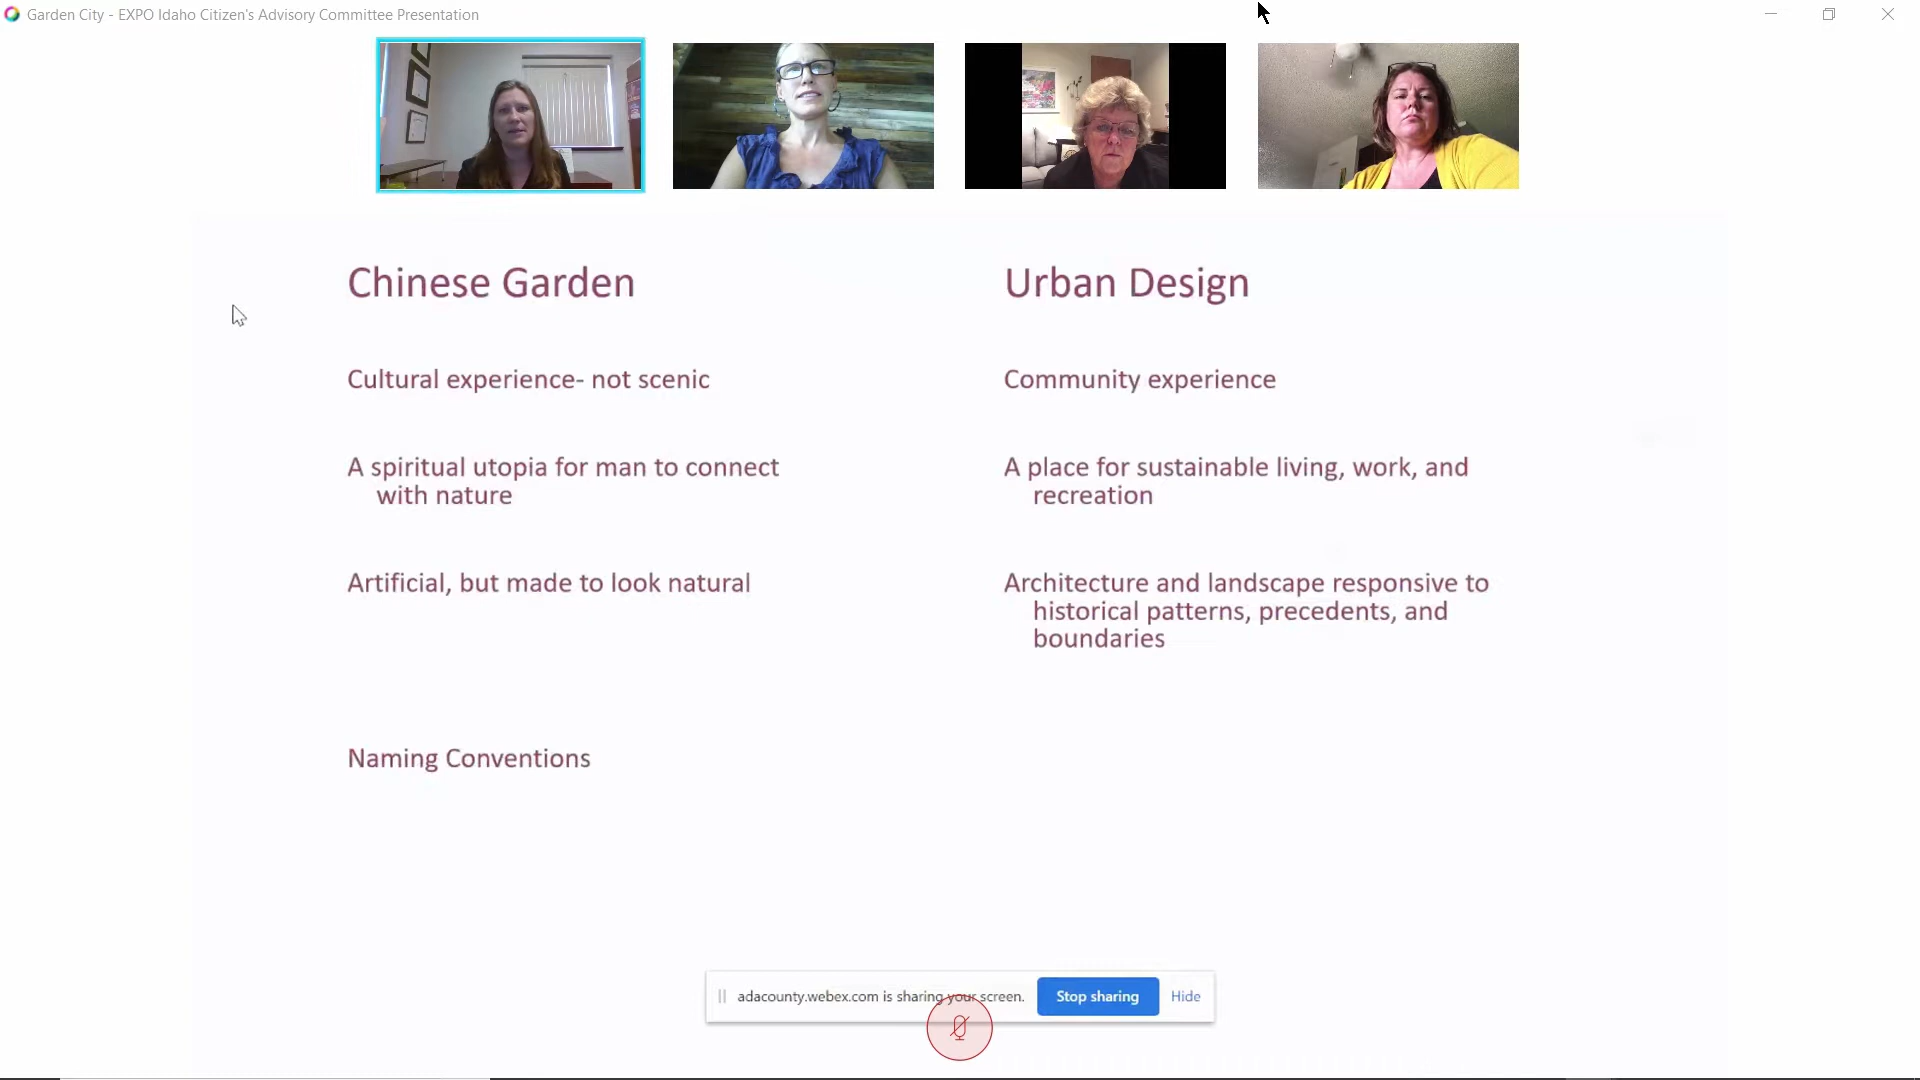 Garden City - EXPO Idaho Citizen's Advisory Committee Presentation
Chinese Garden
Cultural experience- not scenic
A spiritual utopia for man to connect
with nature
Artificial, but made to look natural
Naming Conventions
Urban Design
Community experience
A place for sustainable living, work, and
recreation
Architecture and landscape responsive to
historical patterns, precedents, and
boundaries
adacounty.webex.com is sharing your screen.
Stop sharing
Hide